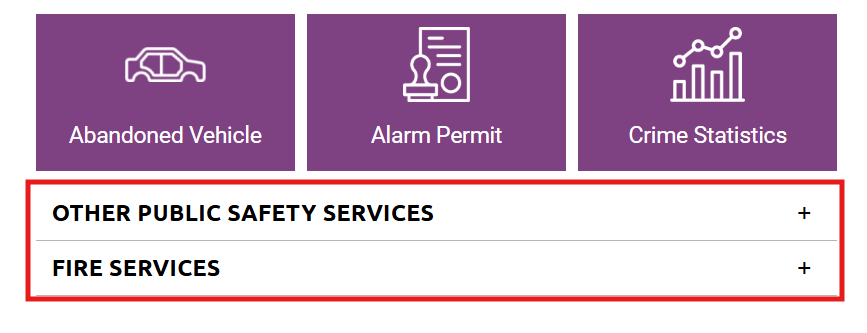 Abandoned Vehicle
Alarm Permit
Crime Statistics
OTHER PUBLIC SAFETY SERVICES +
FIRE SERVICES +